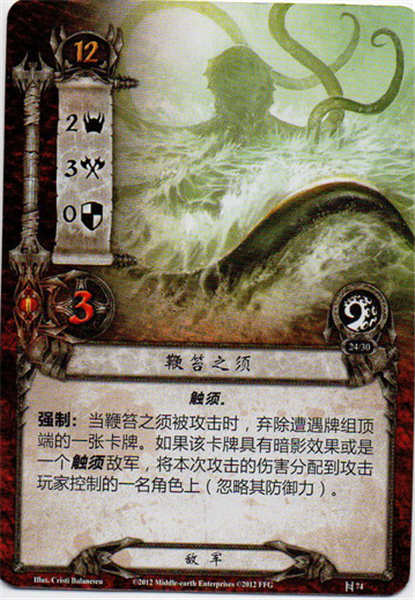 12
2
3
0
3
24/30
鞭笞之须
触须。
强制：当鞭笞之须被攻击时，弃除遭遇牌组顶
端的一张卡牌。如果该卡牌具有暗影效果或是
一个触须敌军，将本次攻击的伤害分配到攻击
玩家控制的一名角色上（忽略其防御力）。
敌军
Illus. Cristi Balanescu
©2012 Middle-earth Enterprises ©2012 FFG
74